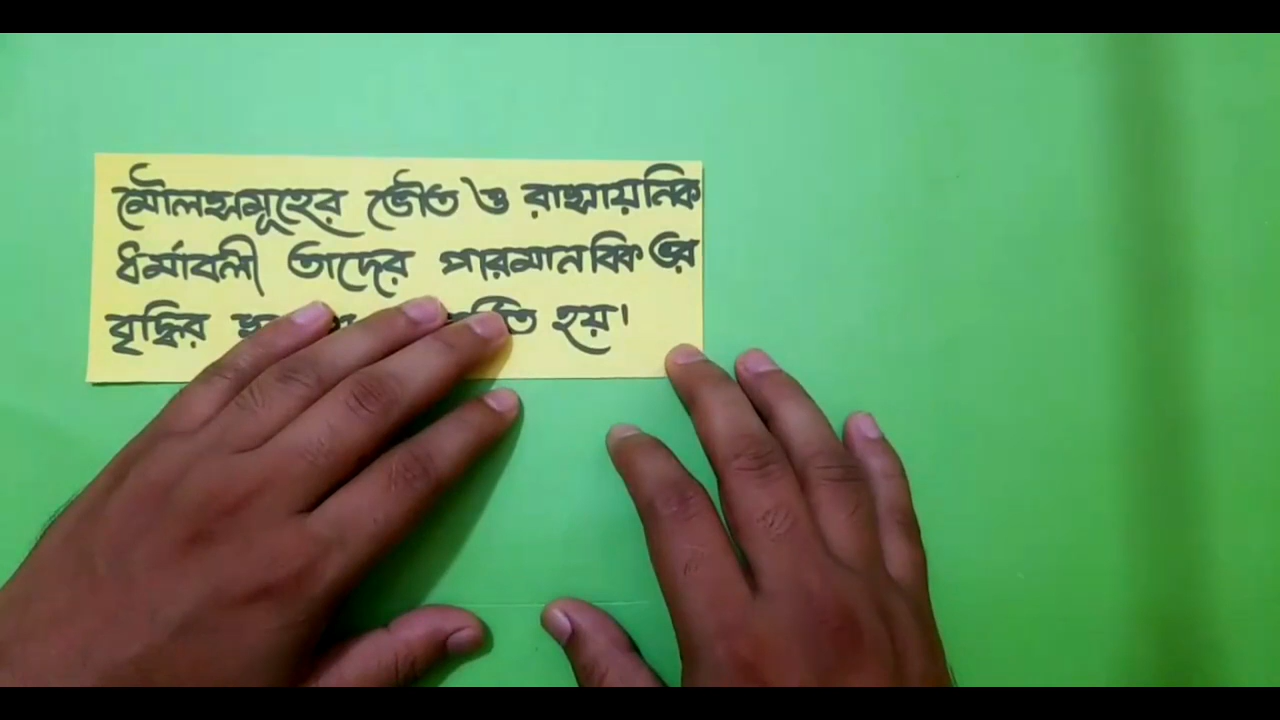 মৌলসমূহের ভৌত ও রাসায়নিক
ধর্মাবলী তাদের পারমানবিক ভর
বৃদ্ধির হয়।